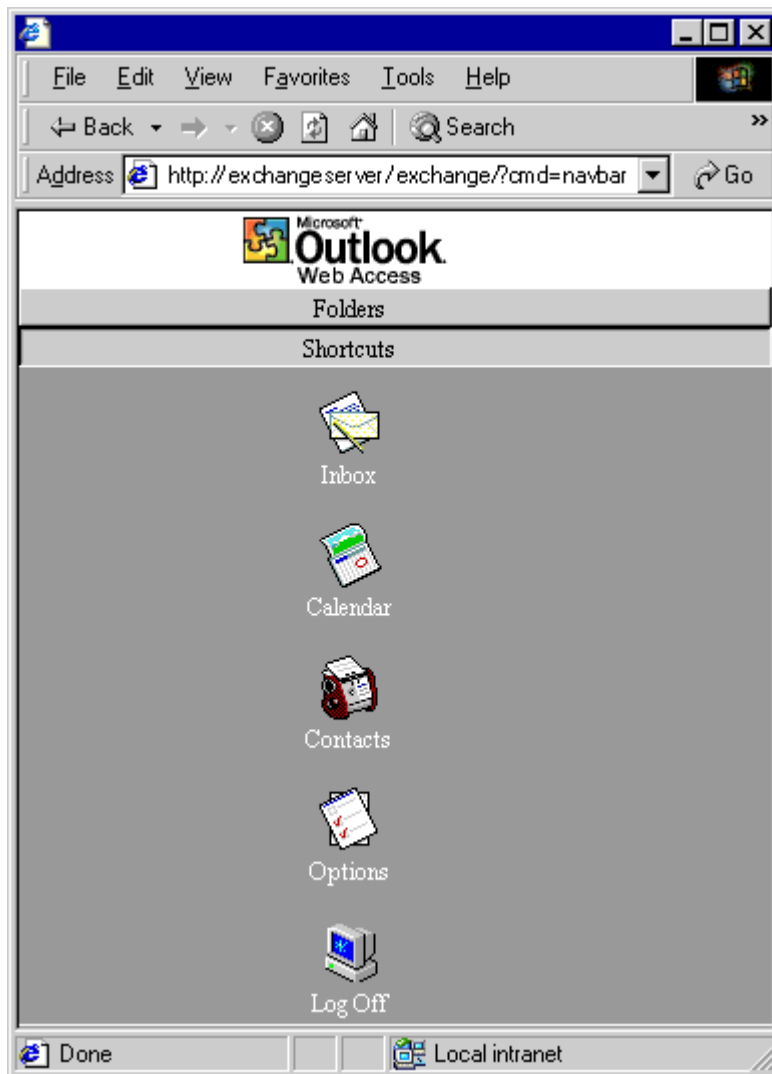 File Edit View Favorites Tools Help
Back Search »
Address http://exchangeserver/exchange/?cmd=navbar Go
Microsoft
Outlook.
Web Access
Folders
Shortcuts
Inbox
Calendar
Contacts
Options
Log Off
Done Local intranet